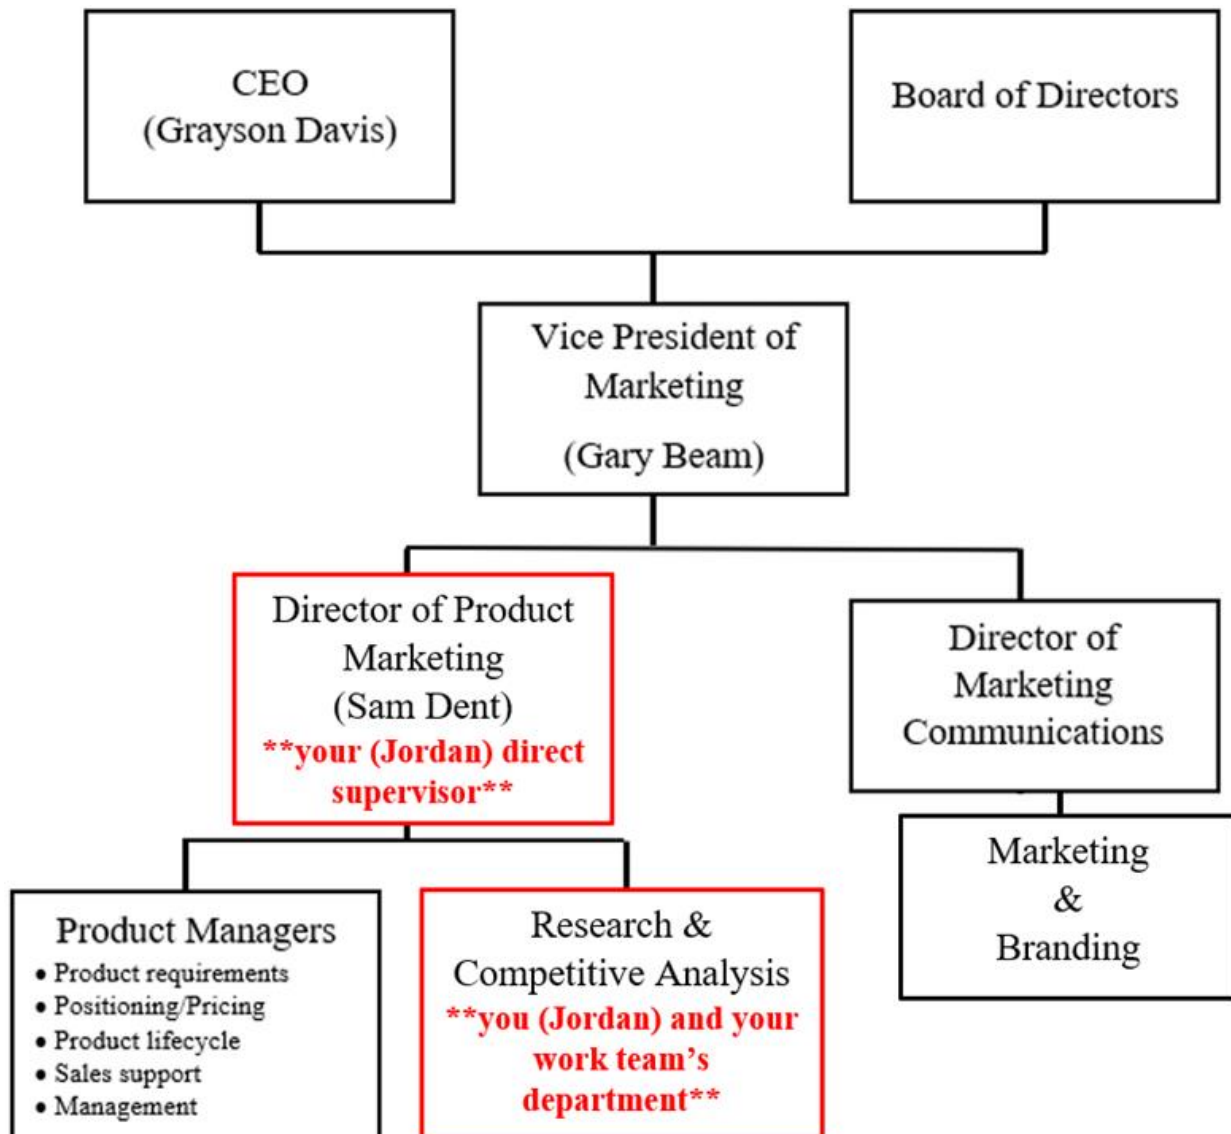 CEO
(Grayson Davis)
Board of Directors
Vice President of
Marketing
(Gary Beam)
Director of Product
Marketing
(Sam Dent)
**your (Jordan) direct
supervisor**
Director of
Marketing
Communications
Product Managers
• Product requirements
• Positioning/Pricing
• Product lifecycle
• Sales support
• Management
Research &
Competitive Analysis
**you (Jordan) and your
work team’s
department**
Marketing
&
Branding